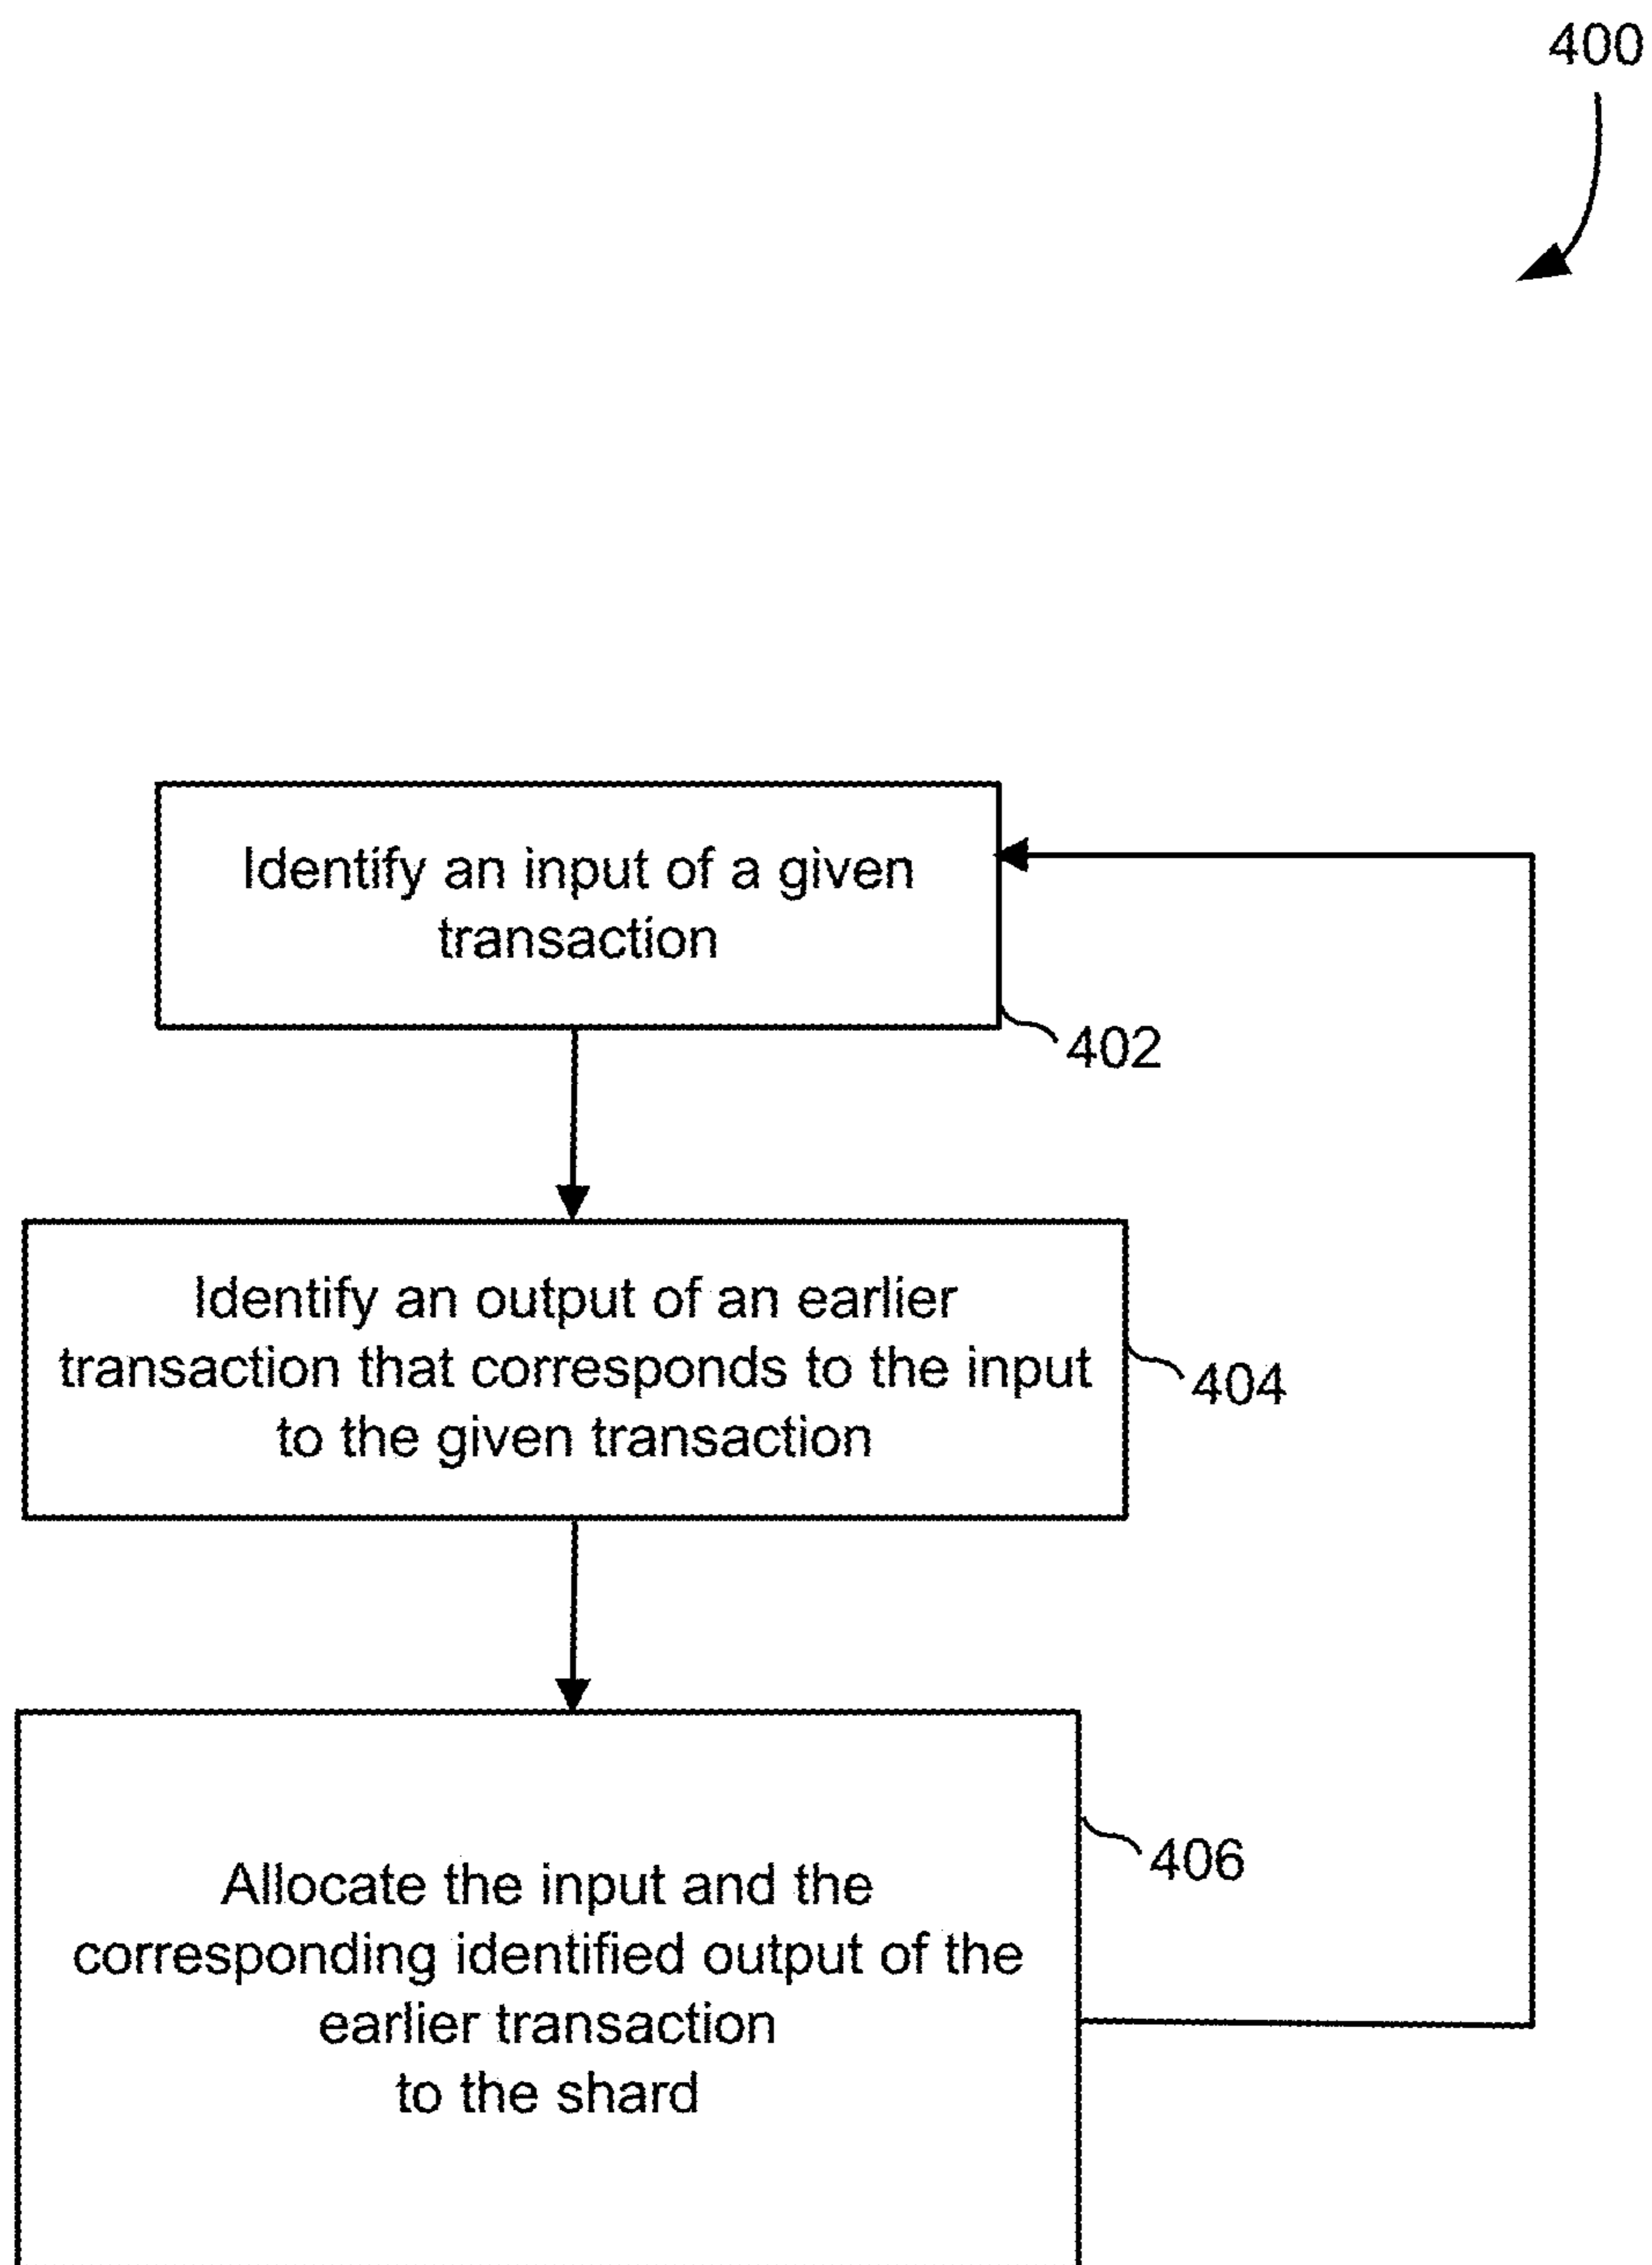 400
Identify an input of a given
transaction
402
Identify an output of an earlier
transaction that corresponds to the input
to the given transaction
404
Allocate the input and the
corresponding identified output of the
earlier transaction
to the shard
406